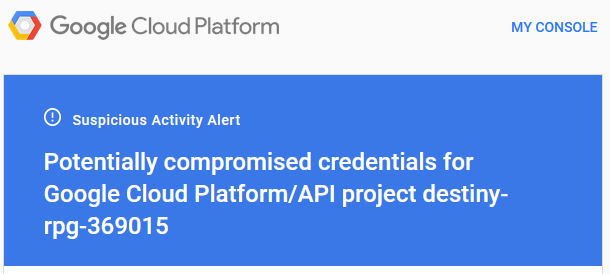 Google Cloud Platform
MY CONSOLE
Suspicious Activity Alert
Potentially compromised credentials for
Google Cloud Platform/API project destiny-
rpg-369015